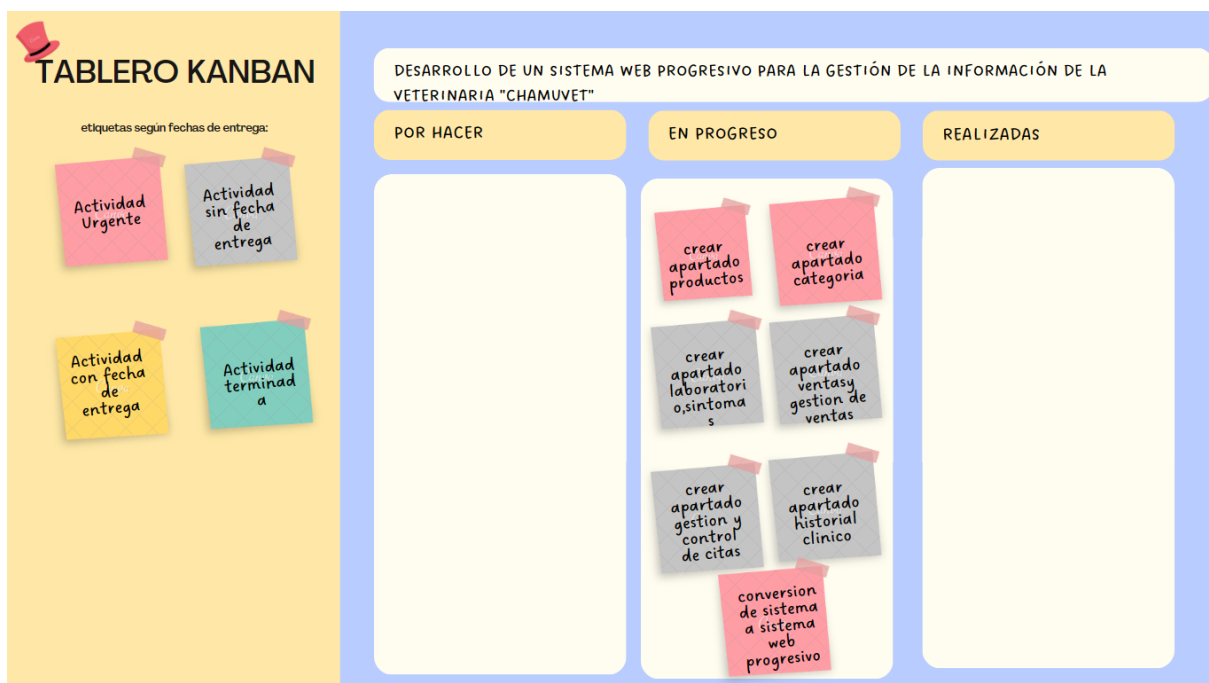 TABLERO KANBAN
etiquetas según fechas de entrega:
Actividad
Urgente
Actividad
sin fecha
de
entrega
Actividad
con fecha
de
entrega
Actividad
terminad
a
DESARROLLO DE UN SISTEMA WEB PROGRESIVO PARA LA GESTIÓN DE LA INFORMACIÓN DE LA
VETERINARIA "CHAMUVET"
POR HACER
EN PROGRESO
REALIZADAS
crear
apartado
productos
crear
apartado
categoria
crear
apartado
laboratori
o,sintoma
s
crear
apartado
ventasy
gestion de
ventas
crear
apartado
gestion y
control
de citas
crear
apartado
historial
clinico
conversion
de sistema
a sistema
web
progresivo